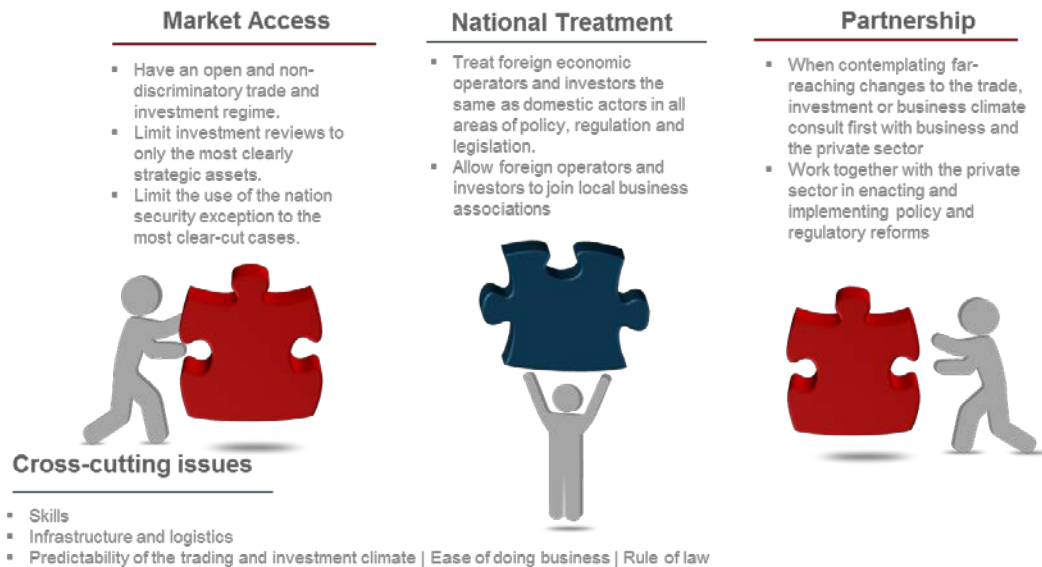 Market Access
▪ Have an open and non-
discriminatory trade and
investment regime.
▪ Limit investment reviews to
only the most clearly
strategic assets.
▪ Limit the use of the nation
security exception to the
most clear-cut cases.
National Treatment
▪ Treat foreign economic
operators and investors the
same as domestic actors in all
areas of policy, regulation and
legislation.
▪ Allow foreign operators and
investors to join local business
associations
Partnership
▪ When contemplating far-
reaching changes to the trade,
investment or business climate
consult first with business and
the private sector
▪ Work together with the private
sector in enacting and
implementing policy and
regulatory reforms
Cross-cutting issues
▪ Skills
▪ Infrastructure and logistics
▪ Predictability of the trading and investment climate | Ease of doing business | Rule of law